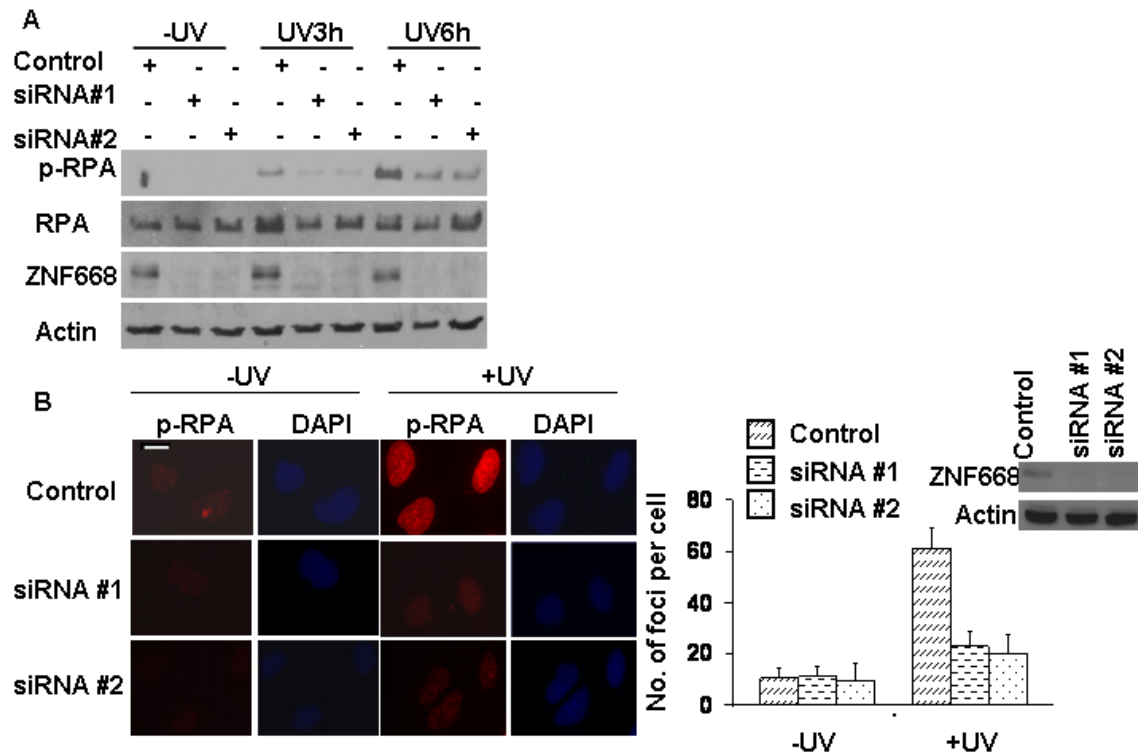 A
-UV UV3h UV6h
Control + - - + - - + - -
siRNA#1 - + - - + - - + -
siRNA#2 - - + - - + - - +
p-RPA
RPA
ZNF668
Actin
B
-UV +UV
p-RPA DAPI p-RPA DAPI
Control
siRNA #1
siRNA #2
Control
siRNA #1
siRNA #2
Control siRNA #1 siRNA #2
ZNF668
Actin
No. of foci per cell
80
60
40
20
0
-UV +UV